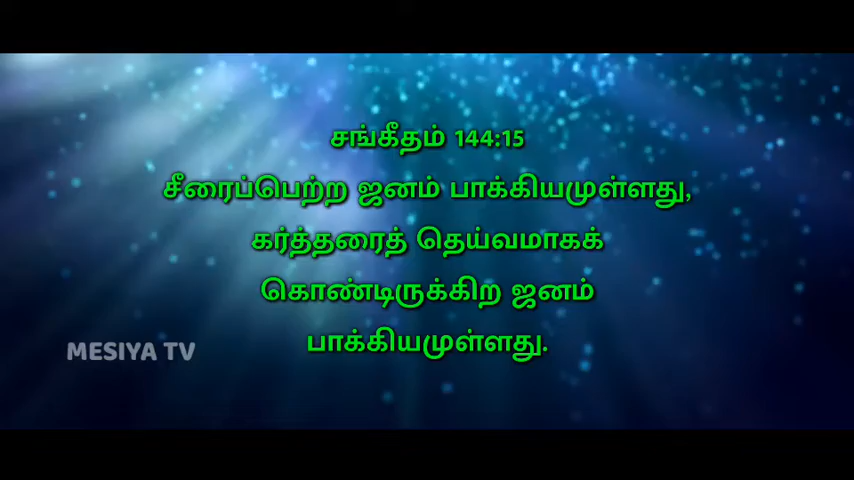 சங்கீதம் 144:15
சீரைப்பெற்ற ஜனம் பாக்கியமுள்ளது,
கர்த்தரைத் தெய்வமாகக்
கொண்டிருக்கிற ஜனம்
பாக்கியமுள்ளது.
MESIYA TV